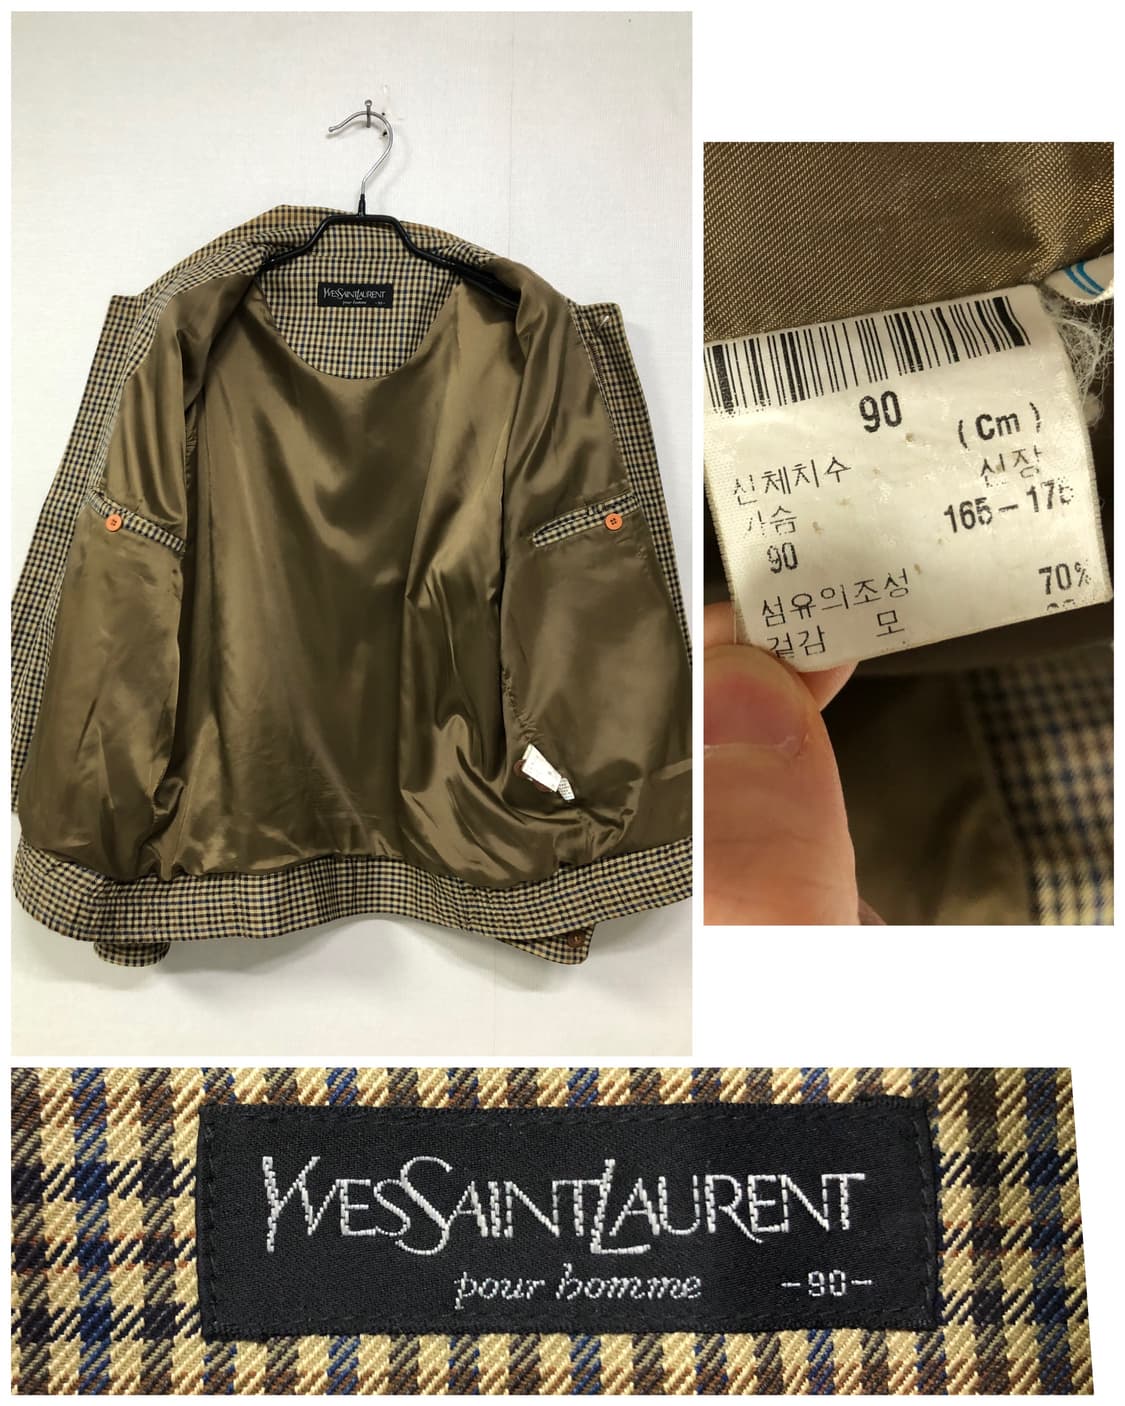 YVESSAINTLAURENT
pour homme -90-
90
(Cm)
신체치수 신장
가슴 165-175
90
섬유의조성
겉감 모 70%
YVESSAINTLAURENT
pour homme -90-